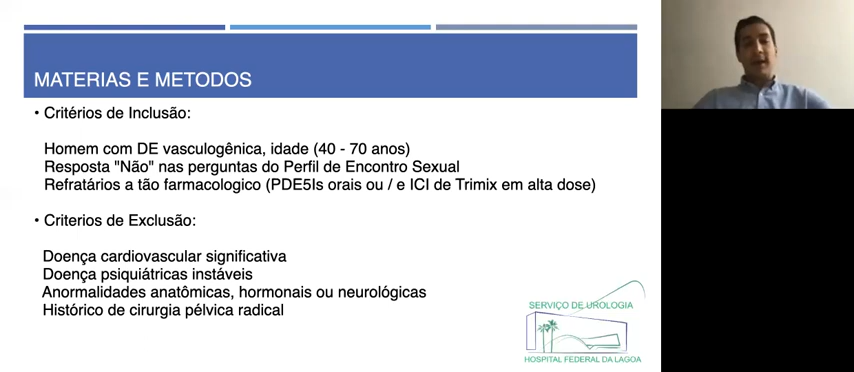 MATERIAS E METODOS
• Critérios de Inclusão:
Homem com DE vasculogênica, idade (40 - 70 anos)
Resposta "Não" nas perguntas do Perfil de Encontro Sexual
Refratários a tão farmacologico (PDE5Is orais ou / e ICI de Trimix em alta dose)
• Criterios de Exclusão:
Doença cardiovascular significativa
Doença psiquiátricas instáveis
Anormalidades anatômicas, hormonais ou neurológicas
Histórico de cirurgia pélvica radical
SERVIÇO DE UROLOGIA
HOSPITAL FEDERAL DA LAGOA